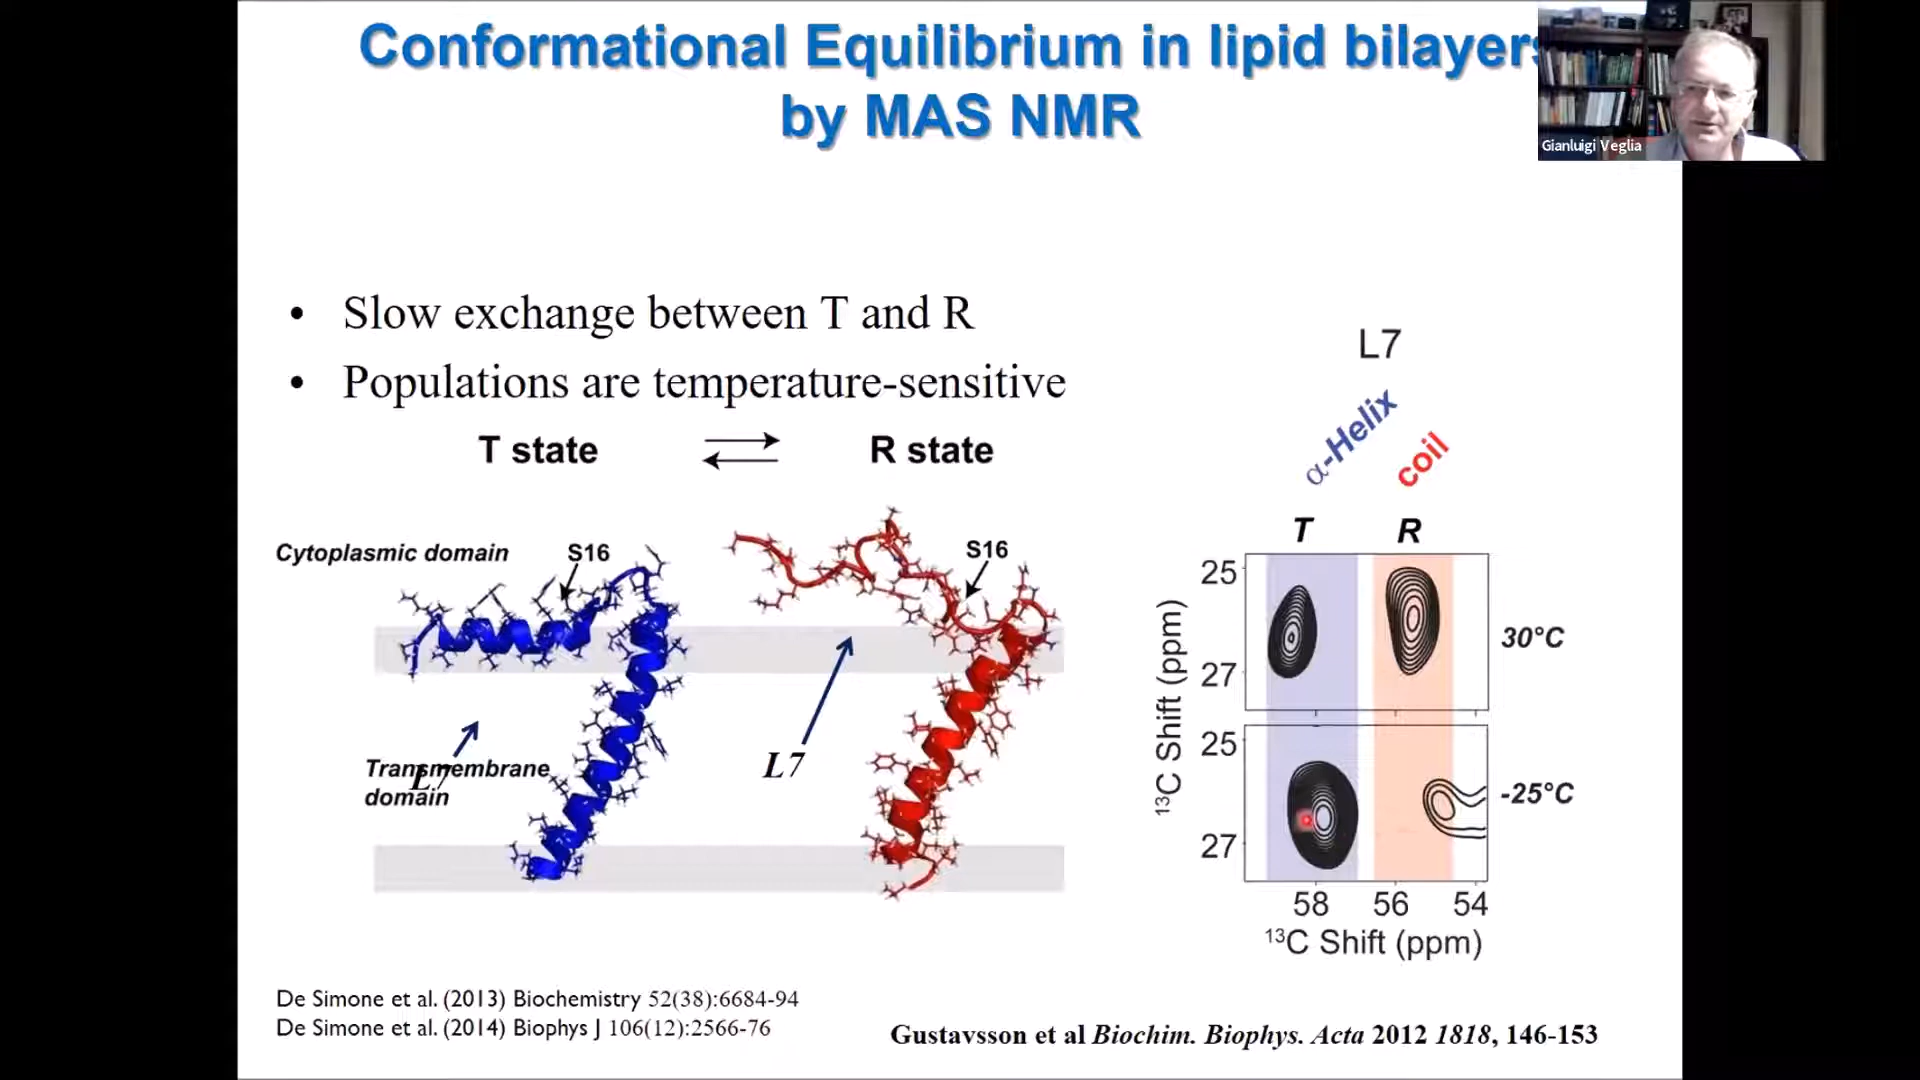 Conformational Equilibrium in lipid bilayers
by MAS NMR
Gianluigi Veglia
• Slow exchange between T and R
• Populations are temperature-sensitive
T state
R state
Cytoplasmic domain
S16
S16
L7
Transmembrane
domain
L7
L7
α-Helix
coil
T
R
25
27
30°C
25
27
-25°C
13C Shift (ppm)
58 56 54
13C Shift (ppm)
De Simone et al. (2013) Biochemistry 52(38):6684-94
De Simone et al. (2014) Biophys J 106(12):2566-76
Gustavsson et al Biochim. Biophys. Acta 2012 1818, 146-153